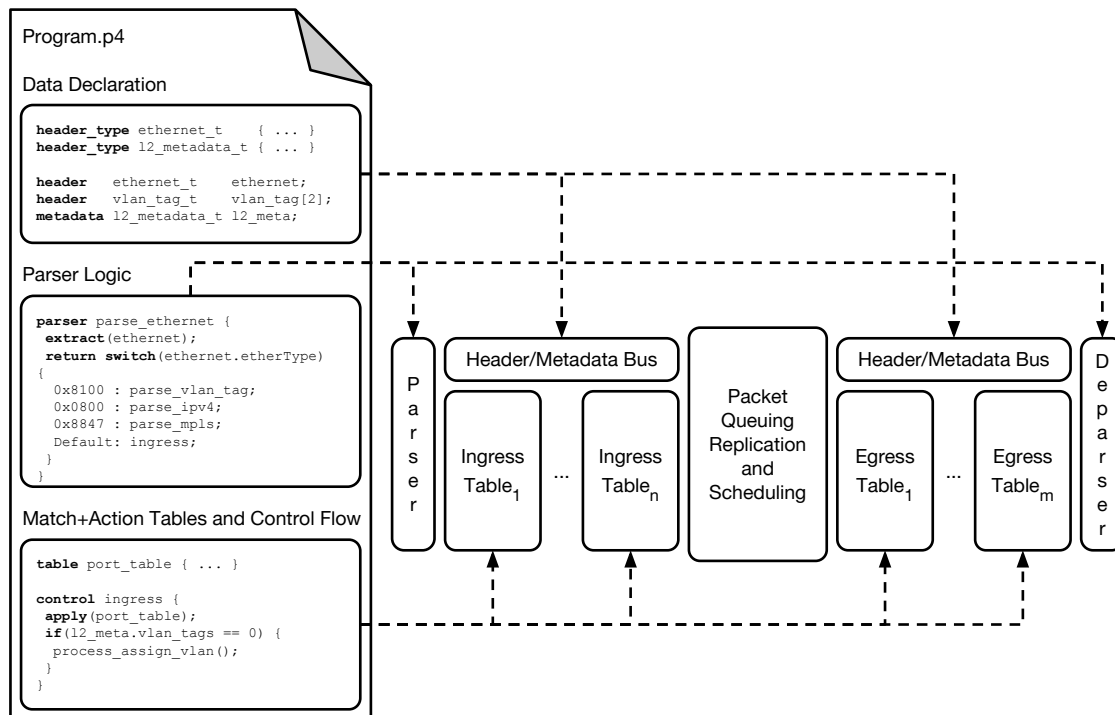 Program.p4
Data Declaration
header_type ethernet_t    { ... }
header_type l2_metadata_t { ... }
header   ethernet_t    ethernet;
header   vlan_tag_t    vlan_tag[2];
metadata l2_metadata_t l2_meta;
Parser Logic
parser parse_ethernet {
 extract(ethernet);
 return switch(ethernet.etherType)
{
  0x8100 : parse_vlan_tag;
  0x0800 : parse_ipv4;
  0x8847 : parse_mpls;
  Default: ingress;
 }
}
Match+Action Tables and Control Flow
table port_table { ... }
control ingress {
 apply(port_table);
 if(l2_meta.vlan_tags == 0) {
  process_assign_vlan();
 }
}
Parser
Header/Metadata Bus
Ingress
Table1
...
Ingress
Tablen
Packet
Queuing
Replication
and
Scheduling
Header/Metadata Bus
Egress
Table1
...
Egress
Tablem
Deparser